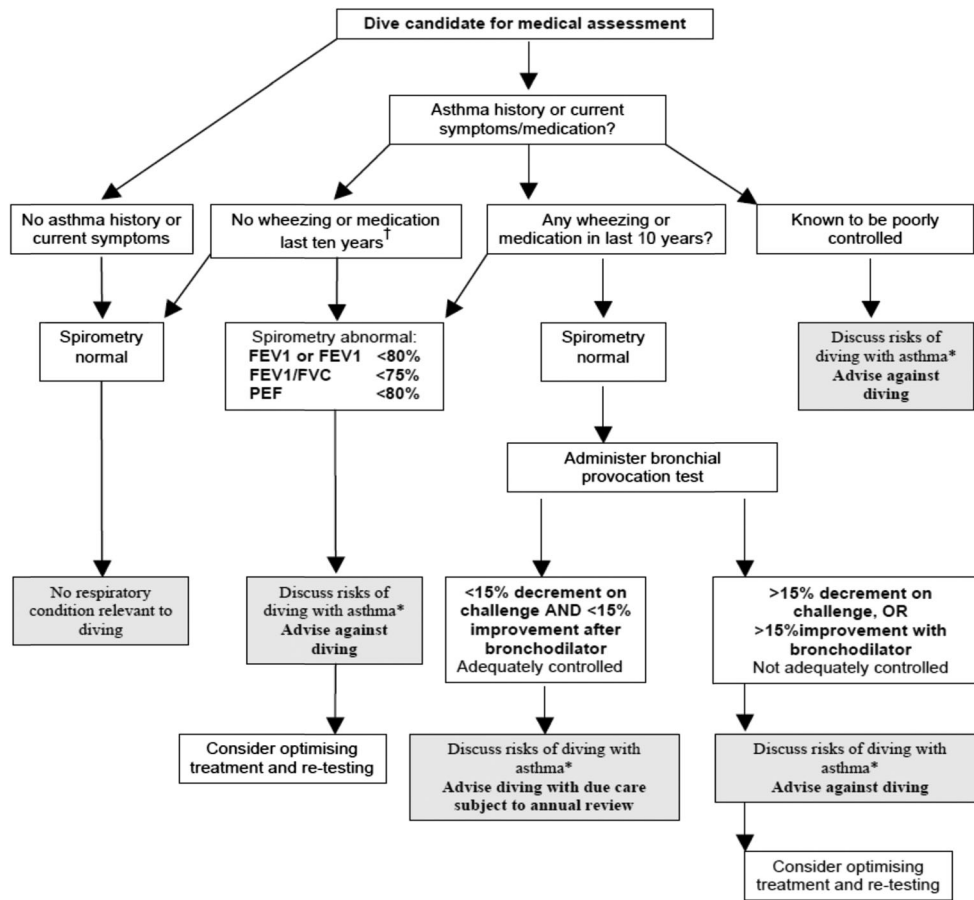 Dive candidate for medical assessment
Asthma history or current
symptoms/medication?
No asthma history or
current symptoms
No wheezing or medication
last ten years†
Any wheezing or
medication in last 10 years?
Known to be poorly
controlled
Spirometry
normal
Spirometry abnormal:
FEV1 or FEV1 <80%
FEV1/FVC <75%
PEF <80%
Spirometry
normal
Discuss risks of
diving with asthma*
Advise against
diving
Administer bronchial
provocation test
No respiratory
condition relevant to
diving
Discuss risks of
diving with asthma*
Advise against
diving
<15% decrement on
challenge AND <15%
improvement after
bronchodilator
Adequately controlled
>15% decrement on
challenge, OR
>15%improvement with
bronchodilator
Not adequately controlled
Consider optimising
treatment and re-testing
Discuss risks of diving with
asthma*
Advise diving with due care
subject to annual review
Discuss risks of diving with
asthma*
Advise against diving
Consider optimising
treatment and re-testing